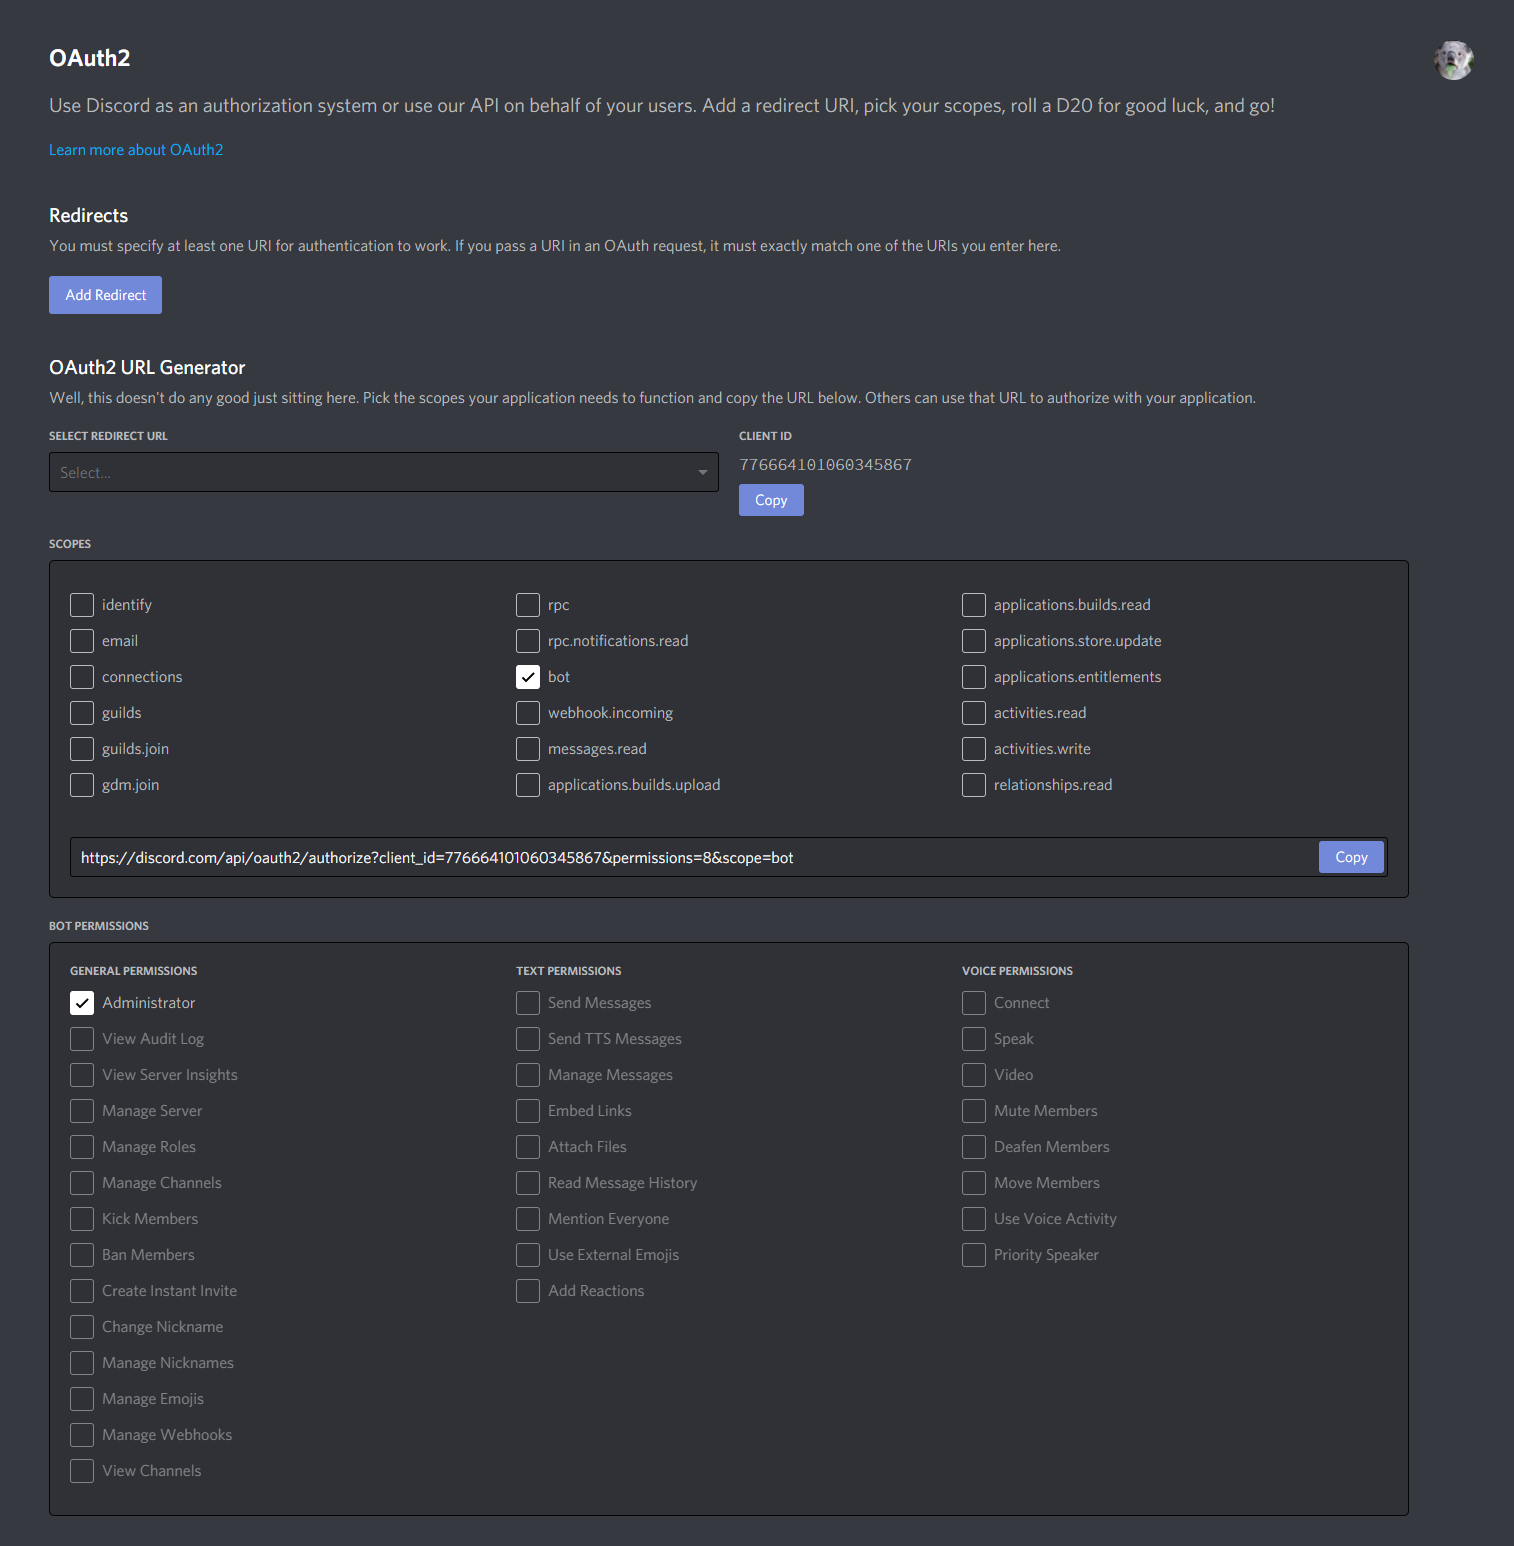 OAuth2
Use Discord as an authorization system or use our API on behalf of your users. Add a redirect URI, pick your scopes, roll a D20 for good luck, and go!
Learn more about OAuth2
Redirects
You must specify at least one URI for authentication to work. If you pass a URI in an OAuth request, it must exactly match one of the URIs you enter here.
Add Redirect
OAuth2 URL Generator
Well, this doesn't do any good just sitting here. Pick the scopes your application needs to function and copy the URL below. Others can use that URL to authorize with your application.
SELECT REDIRECT URL
Select...
CLIENT ID
776664101060345867
Copy
SCOPES
identify
email
connections
guilds
guilds.join
gdm.join
rpc
rpc.notifications.read
bot
webhook.incoming
messages.read
applications.builds.upload
applications.builds.read
applications.store.update
applications.entitlements
activities.read
activities.write
relationships.read
https://discord.com/api/oauth2/authorize?client_id=776664101060345867&permissions=8&scope=bot
Copy
BOT PERMISSIONS
GENERAL PERMISSIONS
Administrator
View Audit Log
View Server Insights
Manage Server
Manage Roles
Manage Channels
Kick Members
Ban Members
Create Instant Invite
Change Nickname
Manage Nicknames
Manage Emojis
Manage Webhooks
View Channels
TEXT PERMISSIONS
Send Messages
Send TTS Messages
Manage Messages
Embed Links
Attach Files
Read Message History
Mention Everyone
Use External Emojis
Add Reactions
VOICE PERMISSIONS
Connect
Speak
Video
Mute Members
Deafen Members
Move Members
Use Voice Activity
Priority Speaker